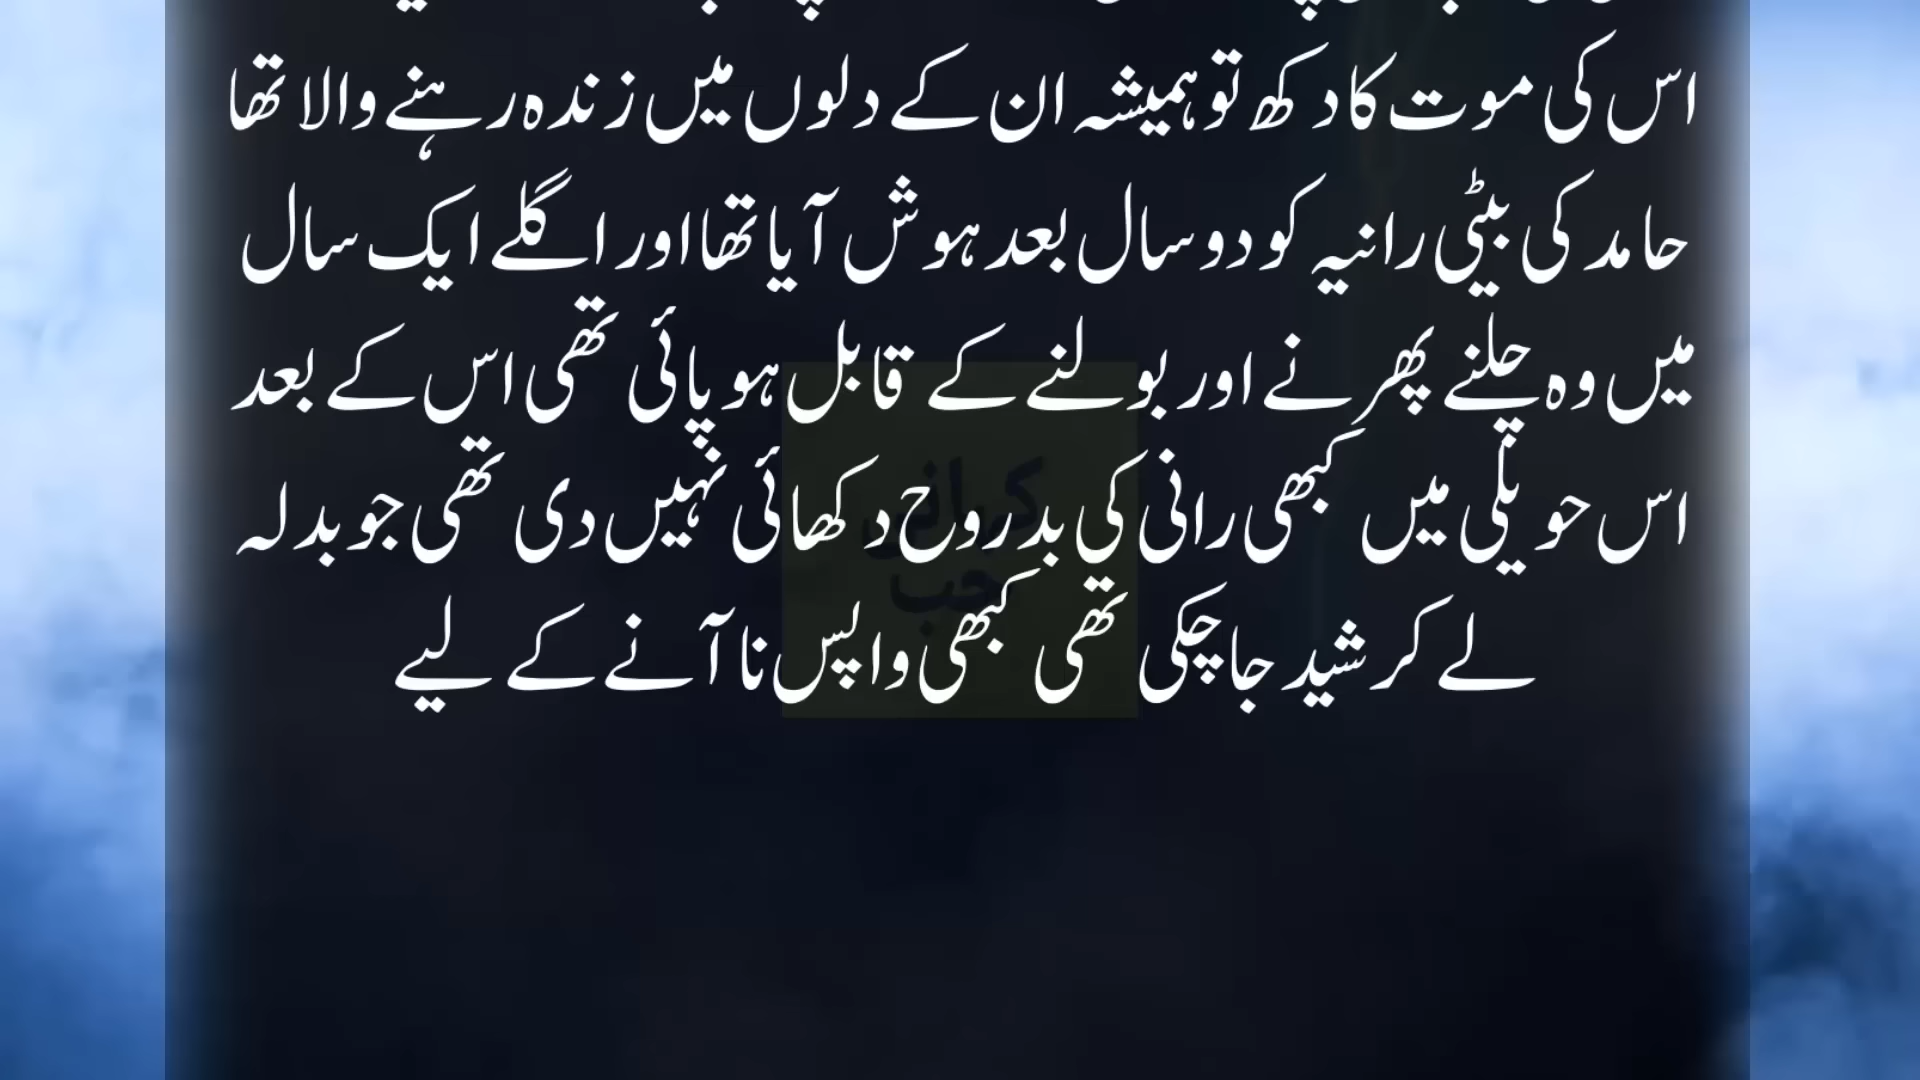 اس کی موت کا دکھ تو ہمیشہ ان کے دلوں میں زندہ رہنے والا تھا
حامد کی بیٹی رانیہ کو دو سال بعد ہوش آیا تھا اور اگلے ایک سال
میں وہ چلنے پھرنے اور بولنے کے قابل ہو پائی تھی اس کے بعد
اس حویلی میں کبھی رانی کی بدروح دکھائی نہیں دی تھی جو بدلہ
لے کر شید جاچکی تھی کبھی واپس نا آنے کے لیے